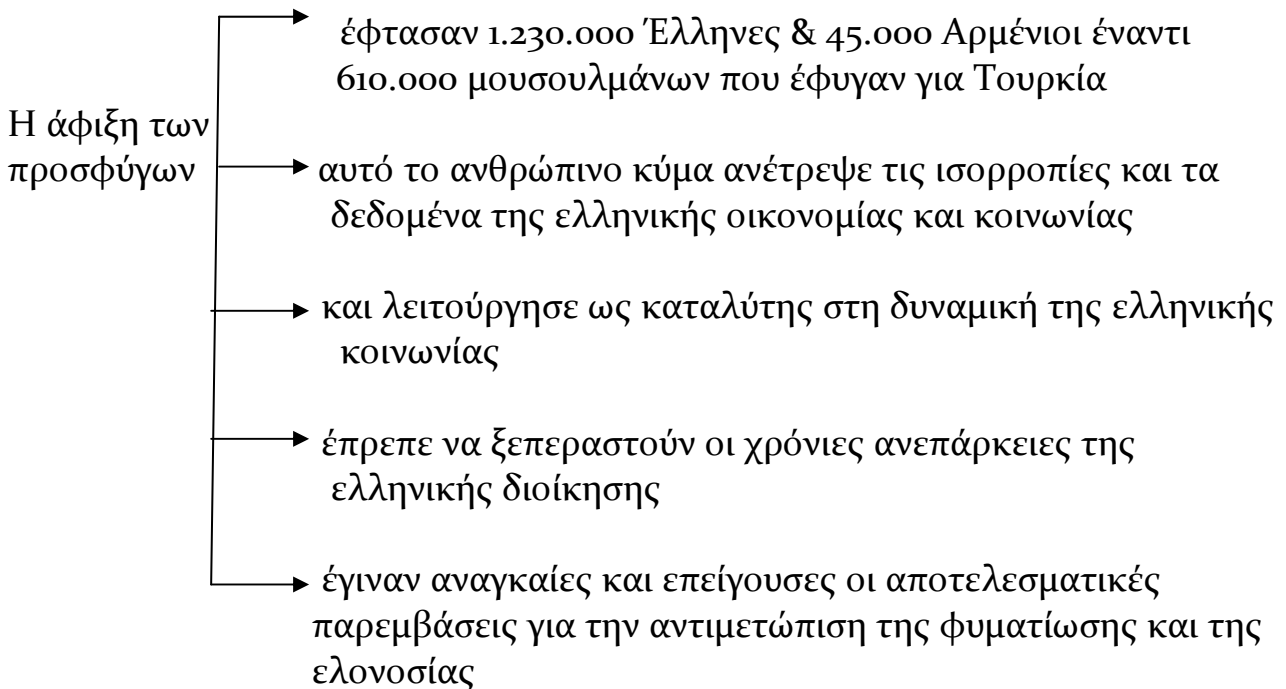 έφτασαν 1.230.000 Έλληνες & 45.000 Αρμένιοι έναντι
610.000 μουσουλμάνων που έφυγαν για Τουρκία
Η άφιξη των
προσφύγων
αυτό το ανθρώπινο κύμα ανέτρεψε τις ισορροπίες και τα
δεδομένα της ελληνικής οικονομίας και κοινωνίας
και λειτούργησε ως καταλύτης στη δυναμική της ελληνικής
κοινωνίας
έπρεπε να ξεπεραστούν οι χρόνιες ανεπάρκειες της
ελληνικής διοίκησης
έγιναν αναγκαίες και επείγουσες οι αποτελεσματικές
παρεμβάσεις για την αντιμετώπιση της φυματίωσης και της
ελονοσίας